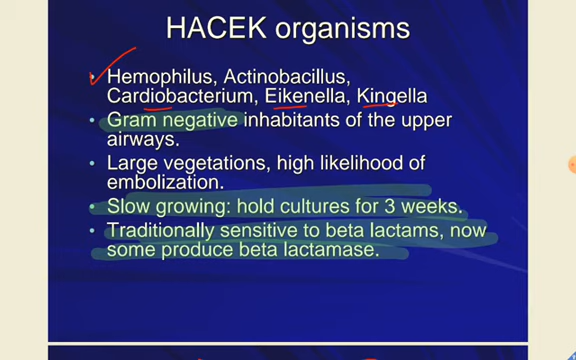 HACEK organisms
• Hemophilus, Actinobacillus,
Cardiobacterium, Eikenella, Kingella
• Gram negative inhabitants of the upper
airways.
• Large vegetations, high likelihood of
embolization.
• Slow growing: hold cultures for 3 weeks.
• Traditionally sensitive to beta lactams, now
some produce beta lactamase.